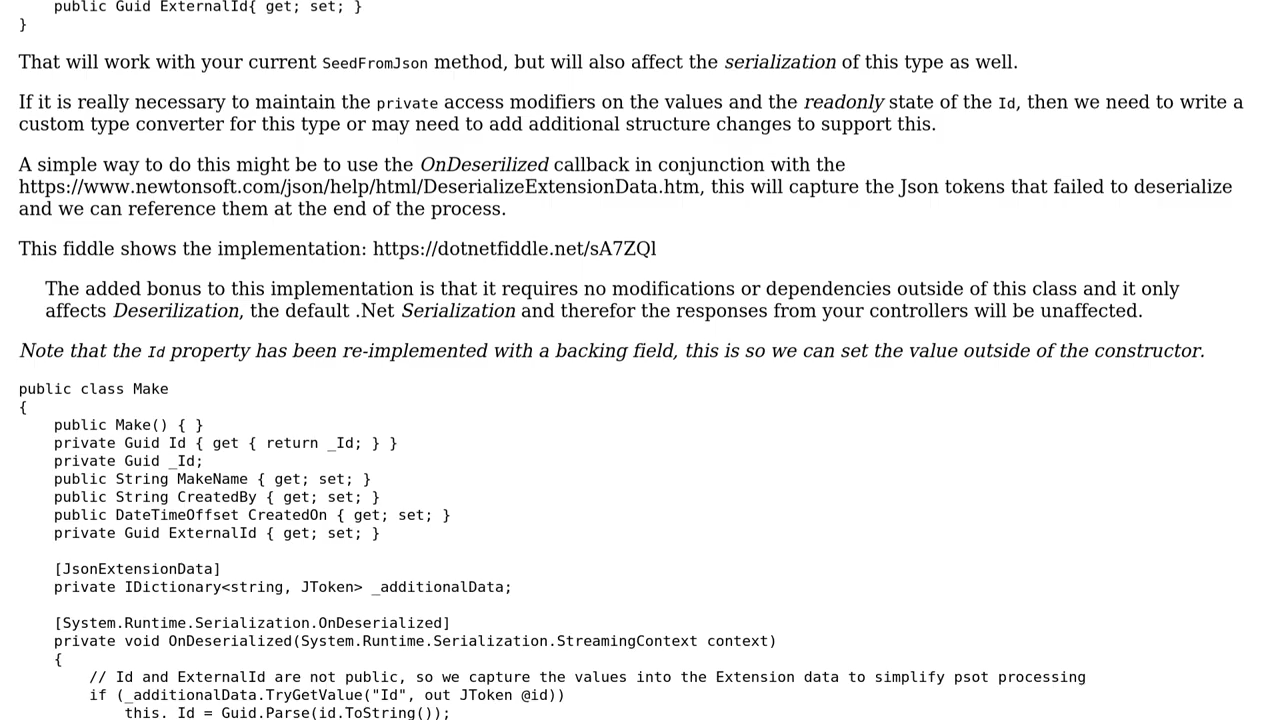 public Guid ExternalId{ get; set; }
}
That will work with your current SeedFromJson method, but will also affect the serialization of this type as well.
If it is really necessary to maintain the private access modifiers on the values and the readonly state of the Id, then we need to write a
custom type converter for this type or may need to add additional structure changes to support this.
A simple way to do this might be to use the OnDeserilized callback in conjunction with the
https://www.newtonsoft.com/json/help/html/DeserializeExtensionData.htm, this will capture the Json tokens that failed to deserialize
and we can reference them at the end of the process.
This fiddle shows the implementation: https://dotnetfiddle.net/sA7ZQl
The added bonus to this implementation is that it requires no modifications or dependencies outside of this class and it only
affects Deserilization, the default .Net Serialization and therefor the responses from your controllers will be unaffected.
Note that the Id property has been re-implemented with a backing field, this is so we can set the value outside of the constructor.
public class Make
{
public Make() { }
private Guid Id { get { return _Id; } }
private Guid _Id;
public String MakeName { get; set; }
public String CreatedBy { get; set; }
public DateTimeOffset CreatedOn { get; set; }
private Guid ExternalId { get; set; }
[JsonExtensionData]
private IDictionary<string, JToken> _additionalData;
[System.Runtime.Serialization.OnDeserialized]
private void OnDeserialized(System.Runtime.Serialization.StreamingContext context)
{
// Id and ExternalId are not public, so we capture the values into the Extension data to simplify psot processing
if (_additionalData.TryGetValue("Id", out JToken @id))
this._Id = Guid.Parse(id.ToString());